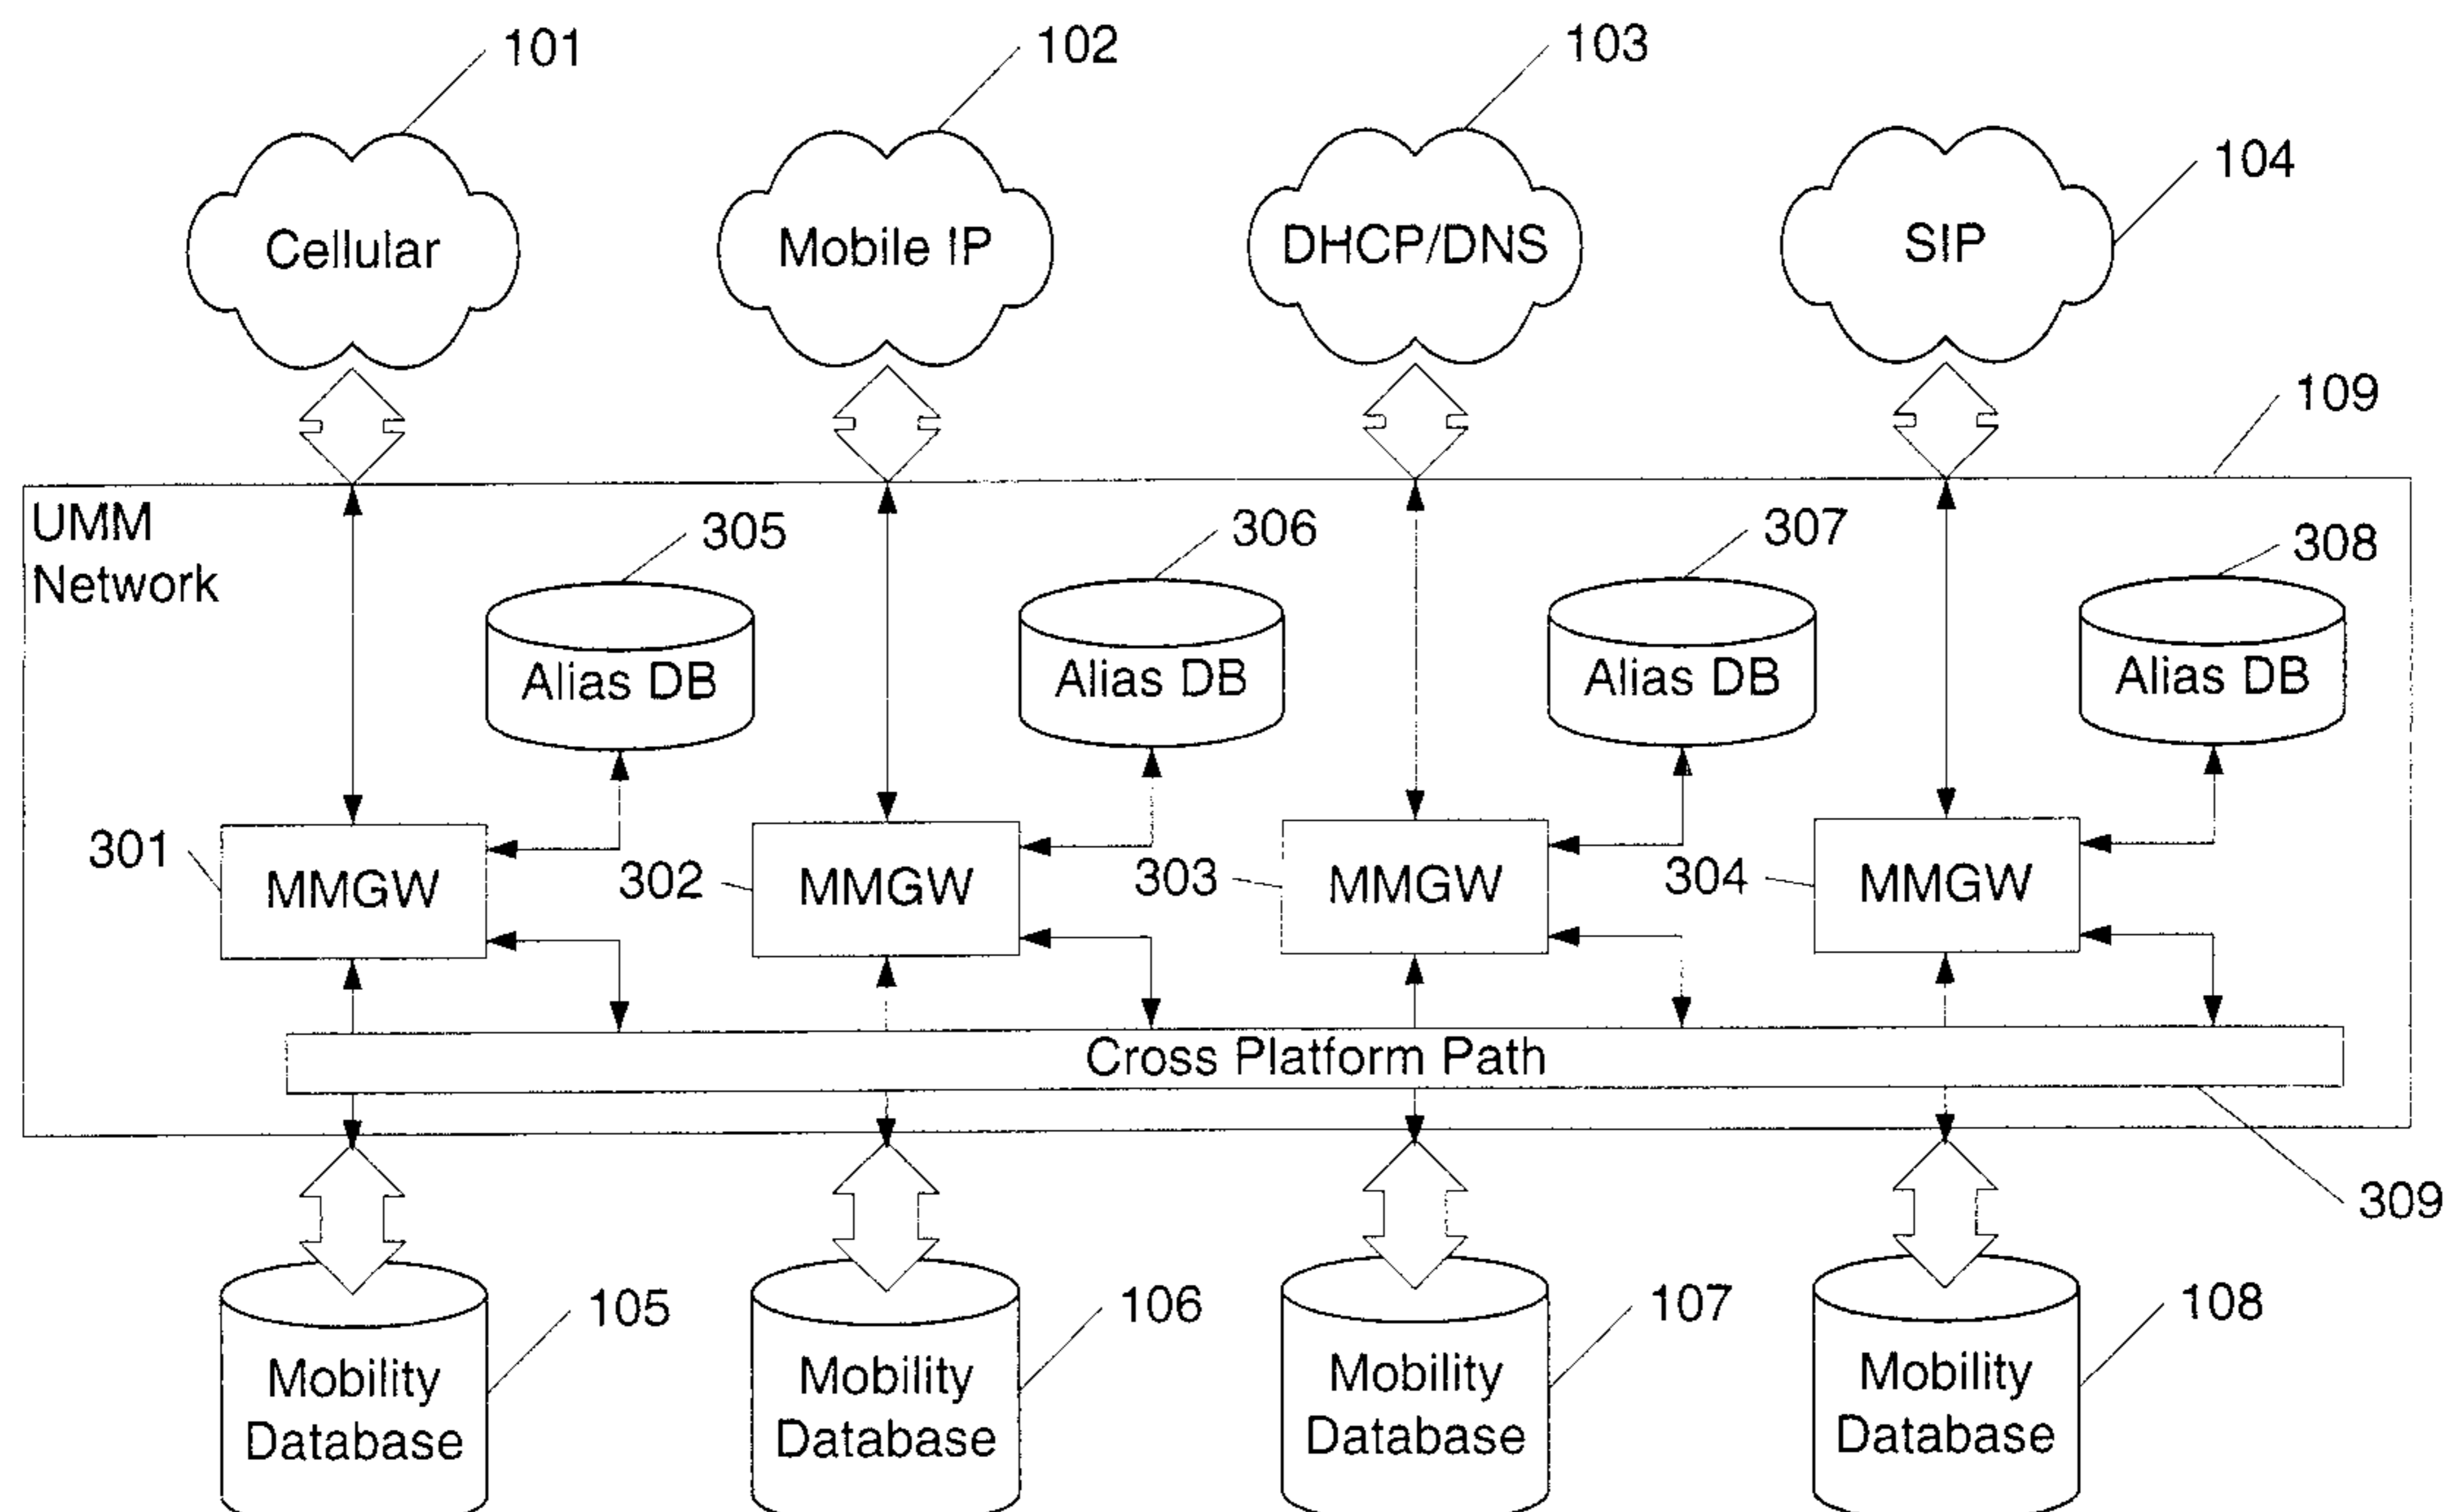 101
102
103
104
Cellular
Mobile IP
DHCP/DNS
SIP
109
UMM
Network
305
306
307
308
Alias DB
Alias DB
Alias DB
Alias DB
301
MMGW
302
MMGW
303
MMGW
304
MMGW
Cross Platform Path
309
105
106
107
108
Mobility
Database
Mobility
Database
Mobility
Database
Mobility
Database